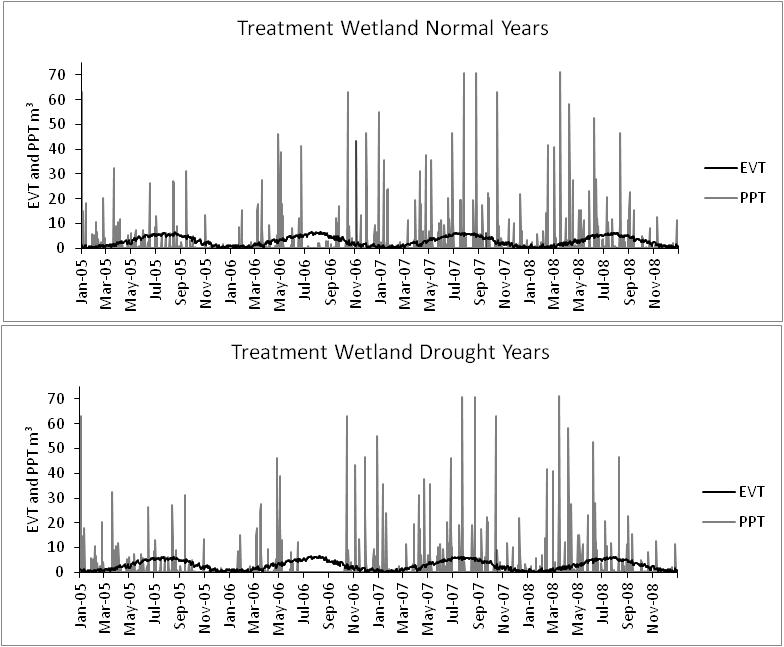 Treatment Wetland Normal Years
EVT and PPT m³
70
60
50
40
30
20
10
0
Jan-05
Mar-05
May-05
Jul-05
Sep-05
Nov-05
Jan-06
Mar-06
May-06
Jul-06
Sep-06
Nov-06
Jan-07
Mar-07
May-07
Jul-07
Sep-07
Nov-07
Jan-08
Mar-08
May-08
Jul-08
Sep-08
Nov-08
EVT
PPT
Treatment Wetland Drought Years
EVT and PPT m³
70
60
50
40
30
20
10
0
Jan-05
Mar-05
May-05
Jul-05
Sep-05
Nov-05
Jan-06
Mar-06
May-06
Jul-06
Sep-06
Nov-06
Jan-07
Mar-07
May-07
Jul-07
Sep-07
Nov-07
Jan-08
Mar-08
May-08
Jul-08
Sep-08
Nov-08
EVT
PPT